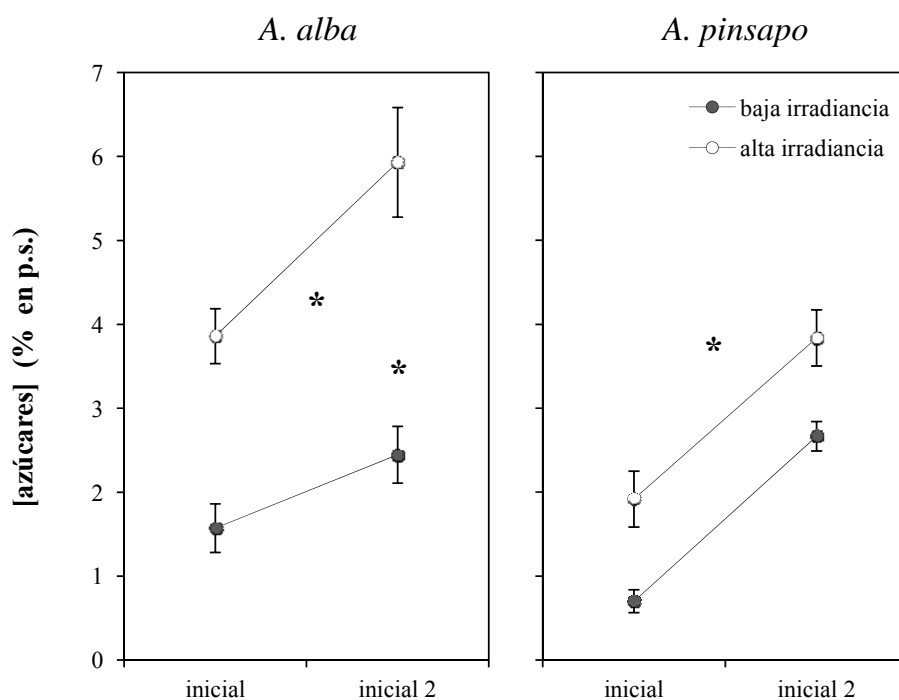 A. alba
A. pinsapo
[azúcares] (% en p.s.)
7
6
5
4
3
2
1
0
baja irradiancia
alta irradiancia
*
*
*
inicial
inicial 2
inicial
inicial 2